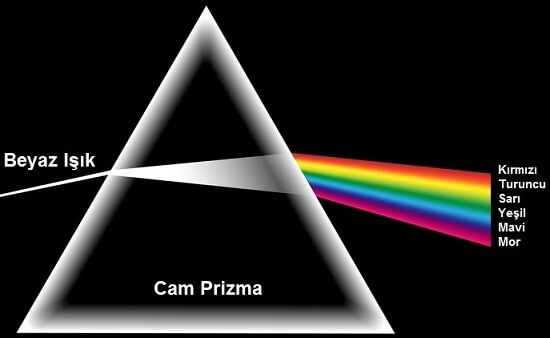 Beyaz Işık
Kırmızı
Turuncu
Sarı
Yeşil
Mavi
Mor
Cam Prizma